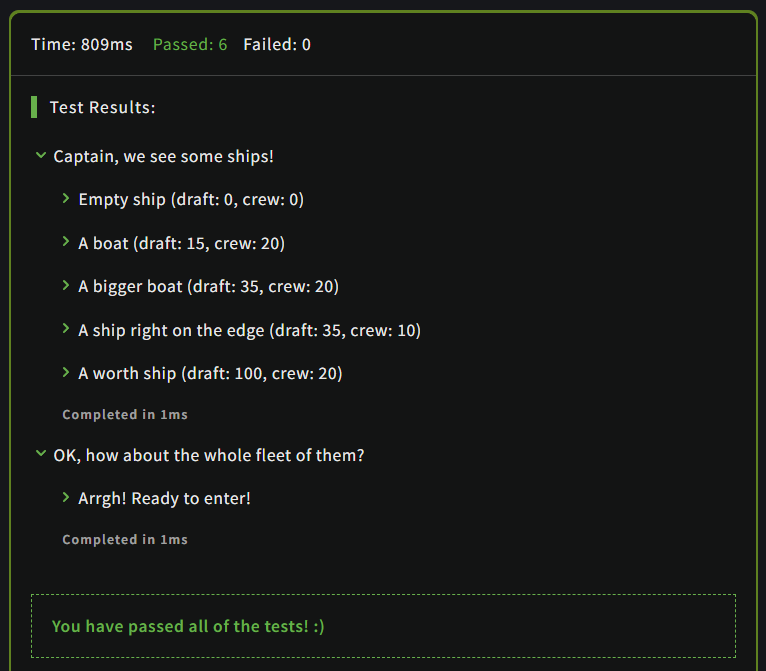 Time: 809ms Passed: 6 Failed: 0
Test Results:
Captain, we see some ships!
Empty ship (draft: 0, crew: 0)
A boat (draft: 15, crew: 20)
A bigger boat (draft: 35, crew: 20)
A ship right on the edge (draft: 35, crew: 10)
A worth ship (draft: 100, crew: 20)
Completed in 1ms
OK, how about the whole fleet of them?
Arrgh! Ready to enter!
Completed in 1ms
You have passed all of the tests! :)